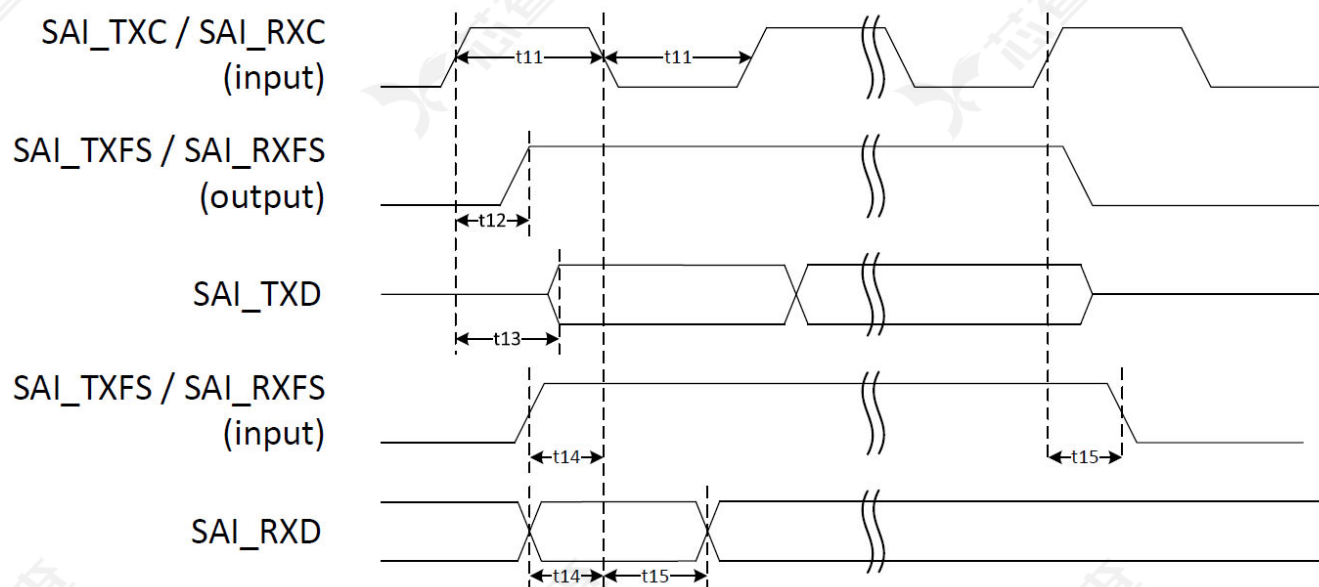 SAI_TXC / SAI_RXC
(input)
t11
t11
SAI_TXFS / SAI_RXFS
(output)
t12
SAI_TXD
t13
SAI_TXFS / SAI_RXFS
(input)
t14
t15
SAI_RXD
t14
t15